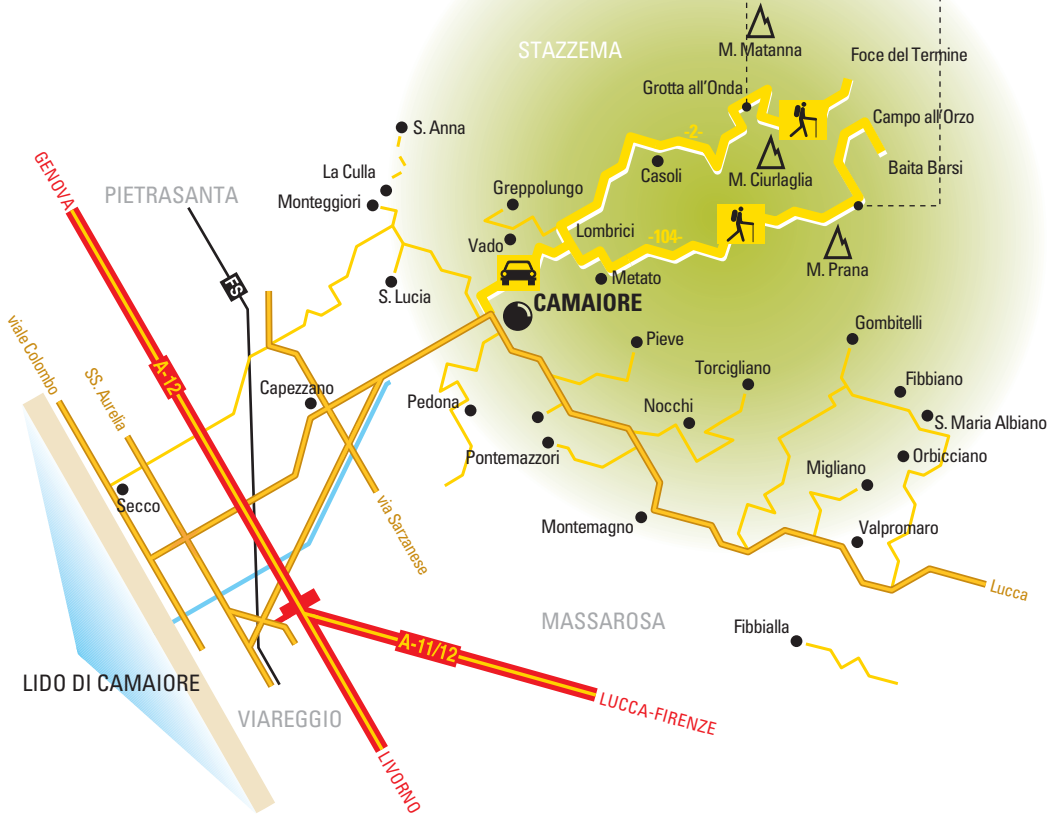 STAZZEMA
M. Matanna
Foce del Termine
Grotta all'Onda
Campo all'Orzo
S. Anna
-2-
GENOVA
La Culla
PIETRASANTA
Casoli
M. Ciurlaglia
Baita Barsi
Greppolungo
Monteggiori
Lombrici
-104-
Vado
M. Prana
FS
Metato
S. Lucia
CAMAIORE
viale Colombo
Gombitelli
Pieve
A-12
SS. Aurelia
Torcigliano
Capezzano
Fibbiano
Pedona
Nocchi
S. Maria Albiano
Pontemazzori
Orbicciano
Migliano
Secco
via Sarzanese
Montemagno
Valpromaro
Lucca
MASSAROSA
Fibbialla
A-11/12
LIDO DI CAMAIORE
LUCCA-FIRENZE
VIAREGGIO
LIVORNO